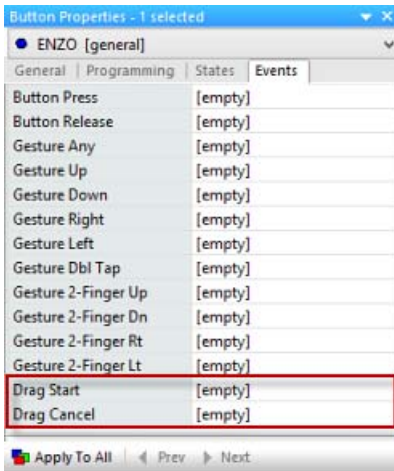 Button Properties - 1 selected
ENZO [general]
General | Programming | States | Events
Button Press [empty]
Button Release [empty]
Gesture Any [empty]
Gesture Up [empty]
Gesture Down [empty]
Gesture Right [empty]
Gesture Left [empty]
Gesture Dbl Tap [empty]
Gesture 2-Finger Up [empty]
Gesture 2-Finger Dn [empty]
Gesture 2-Finger Rt [empty]
Gesture 2-Finger Lt [empty]
Drag Start [empty]
Drag Cancel [empty]
Apply To All Prev Next